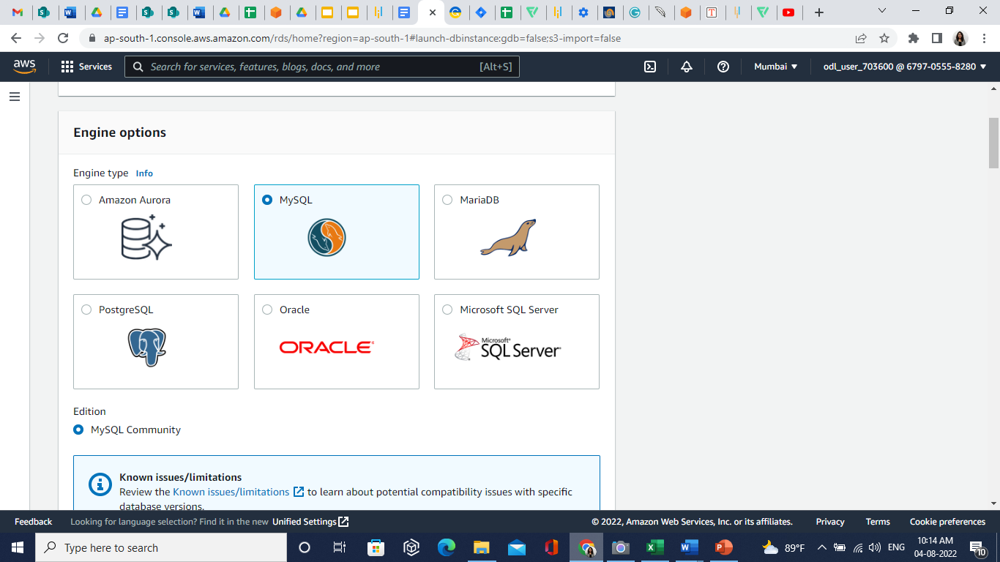 ap-south-1.console.aws.amazon.com/rds/home?region=ap-south-1#launch-dbinstance:gdb=false;s3-import=false
aws
Services
Search for services, features, blogs, docs, and more
[Alt+S]
Mumbai
odl_user_703600 @ 6797-0555-8280
Engine options
Engine type Info
Amazon Aurora
MySQL
MariaDB
PostgreSQL
Oracle
ORACLE
Microsoft SQL Server
Microsoft®
SQL Server
Edition
MySQL Community
Known issues/limitations
Review the Known issues/limitations to learn about potential compatibility issues with specific
database versions.
Feedback
Looking for language selection? Find it in the new Unified Settings
© 2022, Amazon Web Services, Inc. or its affiliates.
Privacy
Terms
Cookie preferences
Type here to search
89°F
ENG
10:14 AM
04-08-2022
10